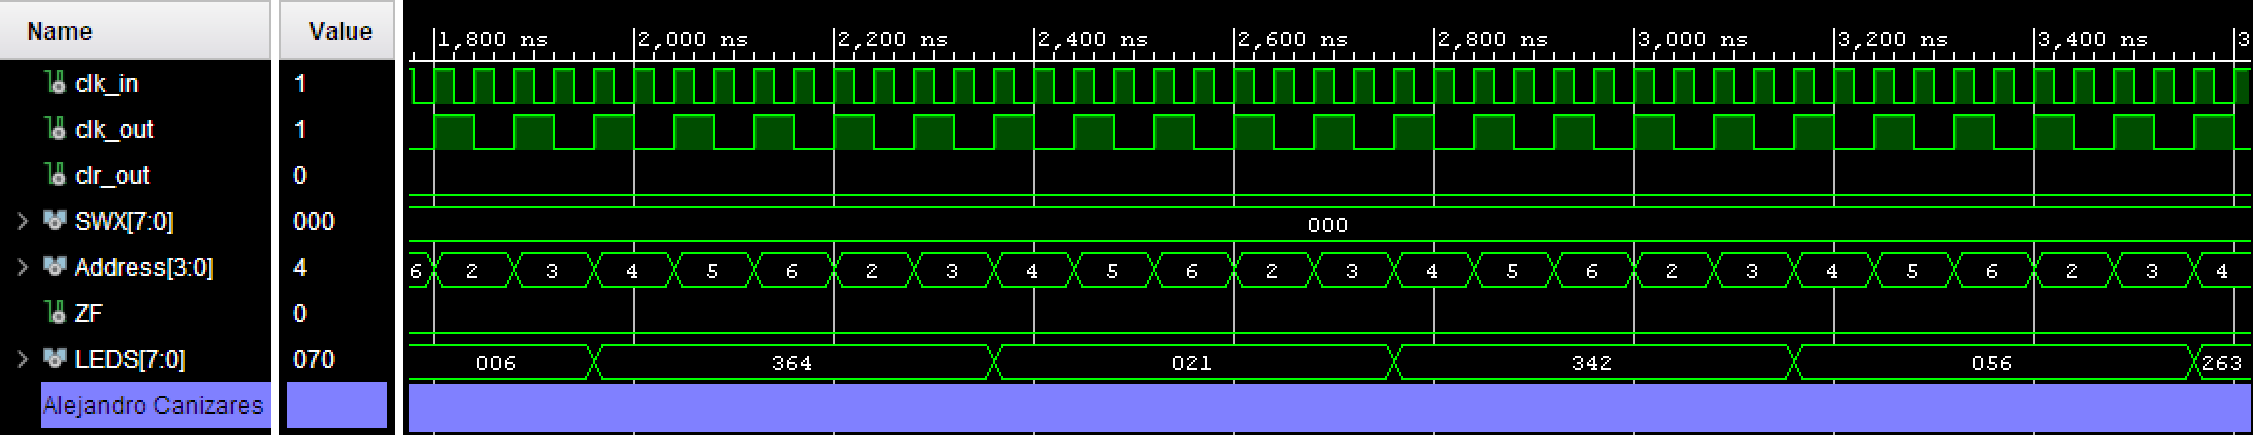 Name Value 1,800 ns 2,000 ns 2,200 ns 2,400 ns 2,600 ns 2,800 ns 3,000 ns 3,200 ns 3,400 ns 3
clk_in 1
clk_out 1
clr_out 0
SWX[7:0] 000 000
Address[3:0] 4 6 2 3 4 5 6 2 3 4 5 6 2 3 4 5 6 2 3 4 5 6 2 3 4
ZF 0
LEDS[7:0] 070 006 364 021 342 056 263
Alejandro Canizares